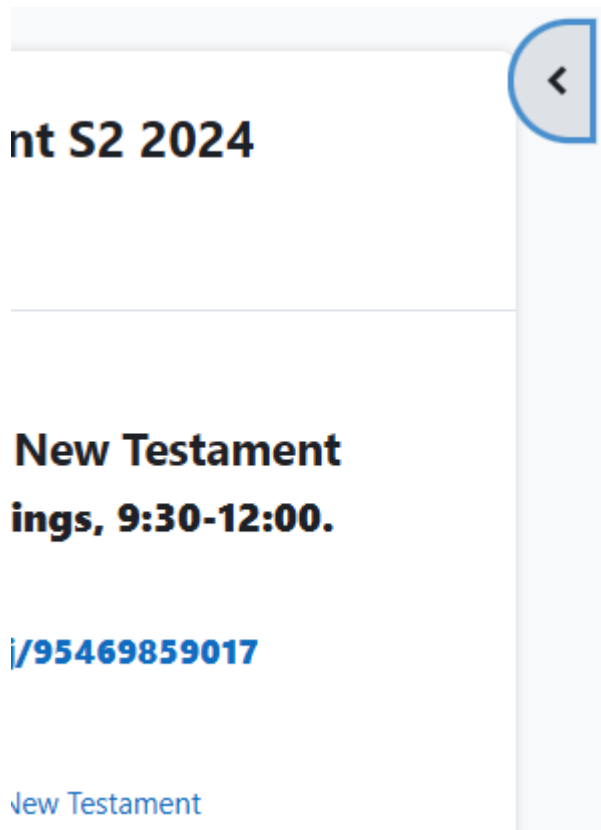 nt S2 2024
New Testament
ings, 9:30-12:00.
j/95469859017
New Testament